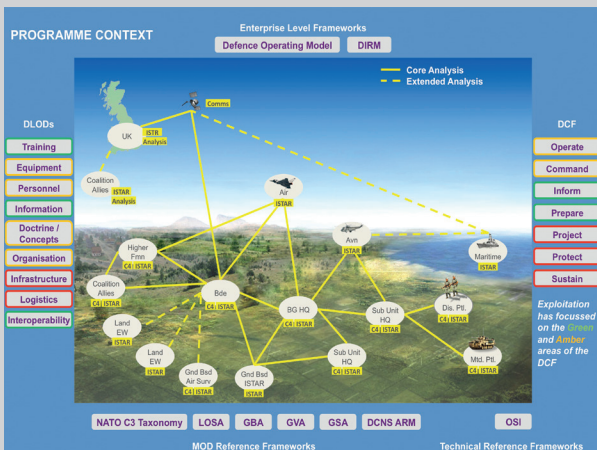 PROGRAMME CONTEXT
Enterprise Level Frameworks
Defence Operating Model
DIRM
Core Analysis
Extended Analysis
DLODs
Training
Equipment
Personnel
Information
Doctrine /
Concepts
Organisation
Infrastructure
Logistics
Interoperability
Comms
UK
ISTR
Analysis
Coalition
Allies
ISTAR
Analysis
Air
ISTAR
Avn
ISTAR
Maritime
ISTAR
Higher
Fmn
C4 I ISTAR
Coalition
Allies
C4 I ISTAR
Bde
C4 I ISTAR
BG HQ
C4 I ISTAR
Sub Unit
HQ
C4 I ISTAR
Dis. Ptl.
C4 I ISTAR
Land
EW
ISTAR
Land
EW
ISTAR
Gnd Bsd
Air Surv
C4 I ISTAR
Gnd Bsd
ISTAR
ISTAR
Sub Unit
HQ
C4 I ISTAR
Mtd. Ptl.
C4 I ISTAR
DCF
Operate
Command
Inform
Prepare
Project
Protect
Sustain
Exploitation
has focussed
on the Green
and Amber
areas of the
DCF
NATO C3 Taxonomy
LOSA
GBA
GVA
GSA
DCNS ARM
OSI
MOD Reference Frameworks
Technical Reference Frameworks